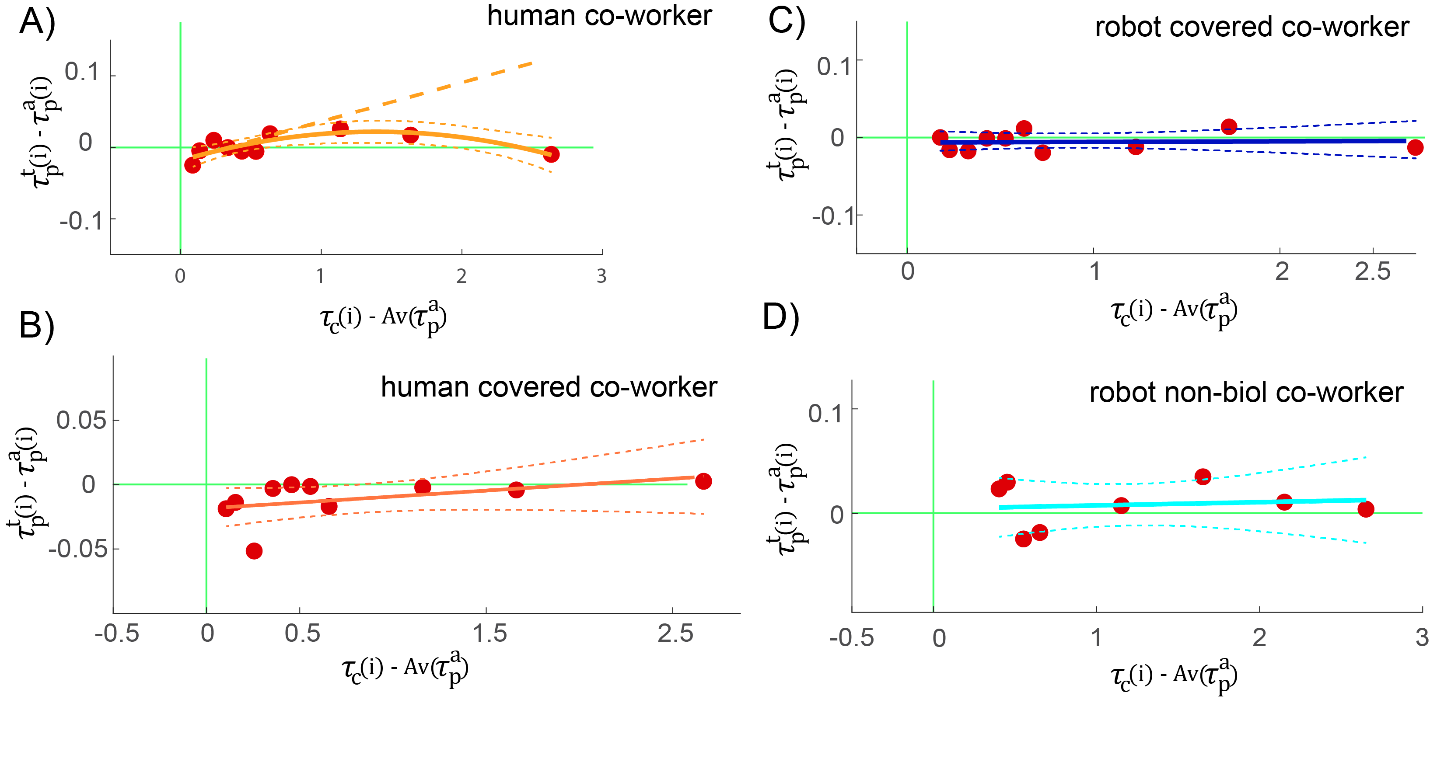 A)
human co-worker
0.1
0
-0.1
τ_p^t(i) - τ_p^a(i)
0 1 2 3
τ_c(i) - Av(τ_p^a)
B)
human covered co-worker
0.05
0
-0.05
τ_p^t(i) - τ_p^a(i)
-0.5 0 0.5 1.5 2.5
τ_c(i) - Av(τ_p^a)
C)
robot covered co-worker
0.1
0
-0.1
τ_p^t(i) - τ_p^a(i)
0 1 2 2.5
τ_c(i) - Av(τ_p^a)
D)
robot non-biol co-worker
0.1
0
τ_p^t(i) - τ_p^a(i)
-0.5 0 1 2 3
τ_c(i) - Av(τ_p^a)